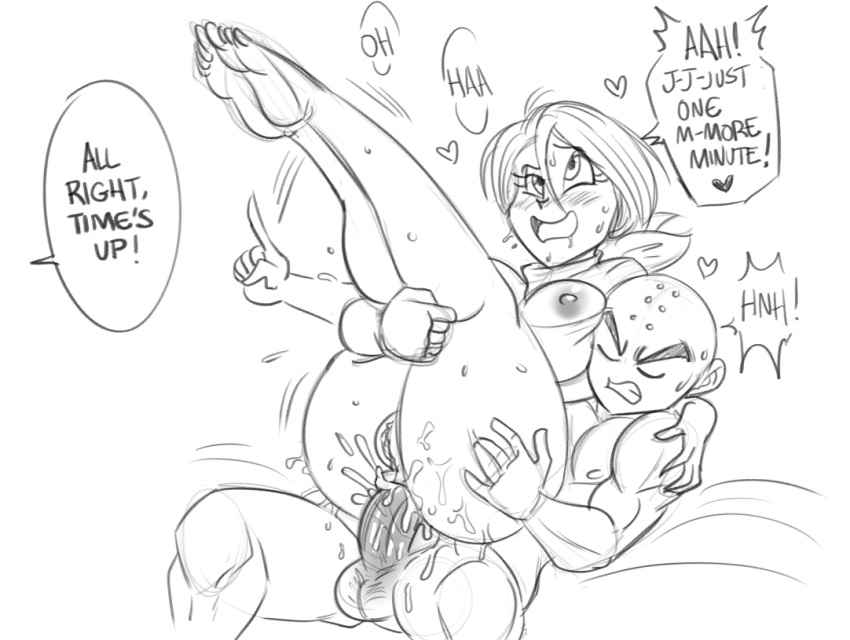 ALL
RIGHT,
TIME'S
UP!
OH
HAA
AAH!
J-J-JUST
ONE
M-MORE
MINUTE!
HNH!